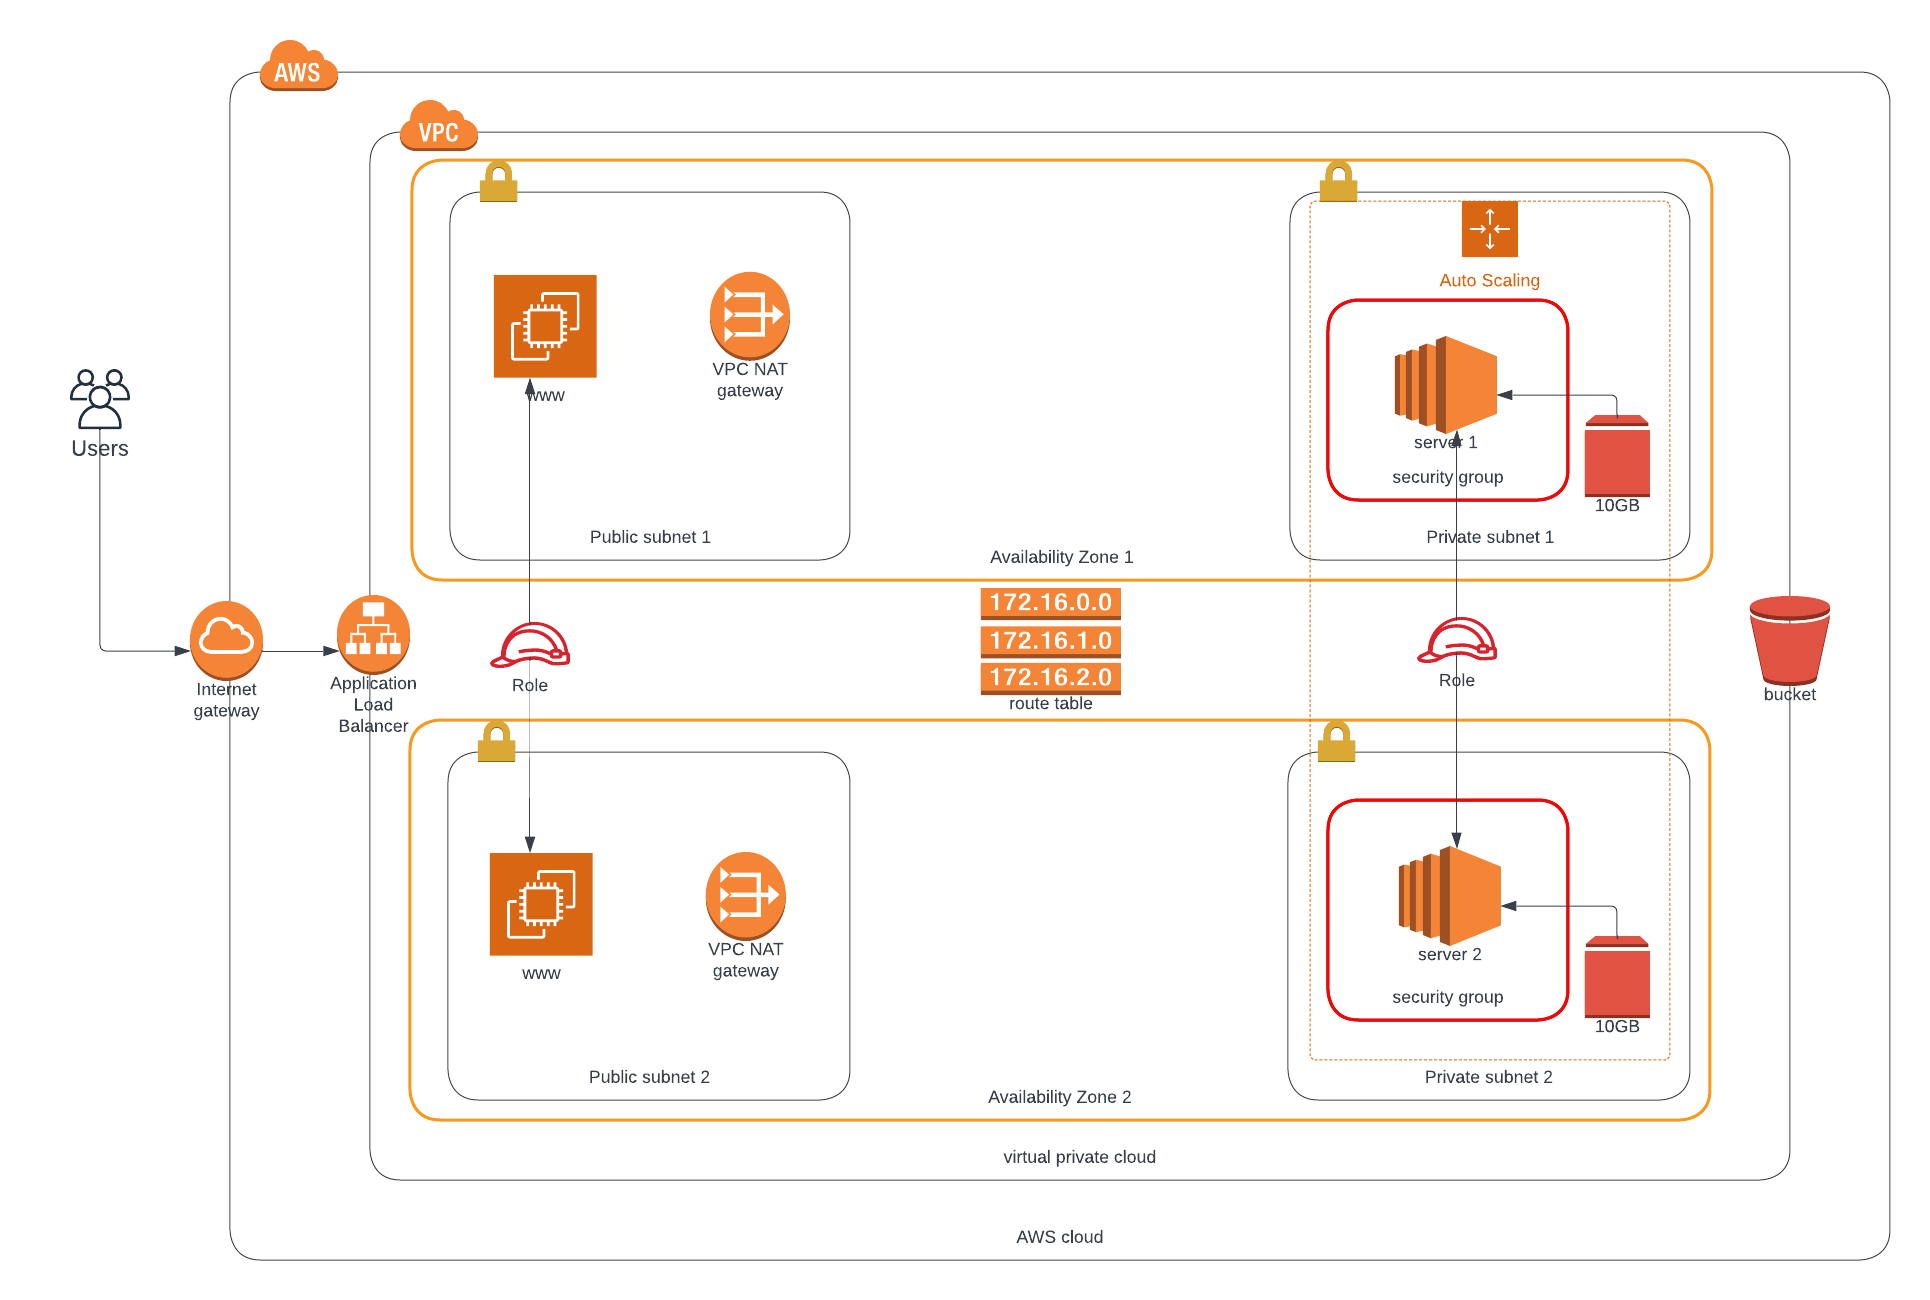 AWS
VPC
Auto Scaling
www
VPC NAT
gateway
server 1
security group
10GB
Users
Public subnet 1
Private subnet 1
Availability Zone 1
172.16.0.0
172.16.1.0
172.16.2.0
route table
Internet
gateway
Application
Load
Balancer
Role
Role
bucket
www
VPC NAT
gateway
server 2
security group
10GB
Public subnet 2
Private subnet 2
Availability Zone 2
virtual private cloud
AWS cloud